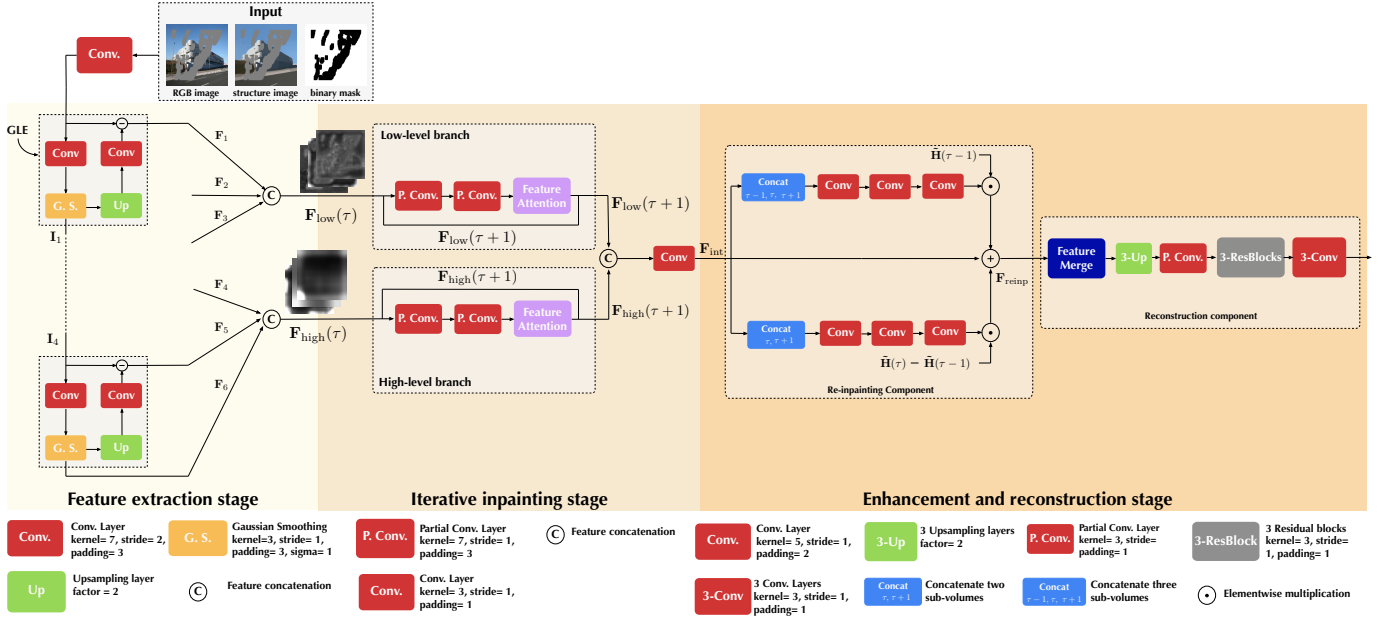 Input
Conv.
RGB image
structure image
binary mask
GLE
Conv
Conv
G. S.
Up
I₁
F₁
F₂
F₃
C
F_low(τ)
Low-level branch
P. Conv.
P. Conv.
Feature
Attention
F_low(τ+1)
F_low(τ+1)
I₄
F₄
F₅
F₆
C
F_high(τ)
Conv
Conv
G. S.
Up
F_high(τ+1)
P. Conv.
P. Conv.
Feature
Attention
High-level branch
F_high(τ+1)
C
Conv
F_int
H̃(τ−1)
Concat
τ−1, τ, τ+1
Conv
Conv
Conv
F_reinp
Concat
τ, τ+1
Conv
Conv
Conv
H̃(τ) − H̃(τ−1)
Re-inpainting Component
Feature
Merge
3-Up
P. Conv.
3-ResBlocks
3-Conv
Reconstruction component
Feature extraction stage
Iterative inpainting stage
Enhancement and reconstruction stage
Conv.
Conv. Layer
kernel= 7, stride= 2,
padding= 3
G. S.
Gaussian Smoothing
kernel=3, stride= 1,
padding= 3, sigma= 1
Up
Upsampling layer
factor = 2
C
Feature concatenation
P. Conv.
Partial Conv. Layer
kernel= 7, stride= 1,
padding= 3
C
Feature concatenation
Conv.
Conv. Layer
kernel= 3, stride= 1,
padding= 1
Conv.
Conv. Layer
kernel= 5, stride= 1,
padding= 2
3-Up
3 Upsampling layers
factor= 2
P. Conv.
Partial Conv. Layer
kernel= 3, stride=
padding= 1
3-ResBlock
3 Residual blocks
kernel= 3, stride=
1, padding= 1
3-Conv
3 Conv. Layers
kernel= 3, stride= 1,
padding= 1
Concat
τ, τ+1
Concatenate two
sub-volumes
Concat
τ−1, τ, τ+1
Concatenate three
sub-volumes
Elementwise multiplication